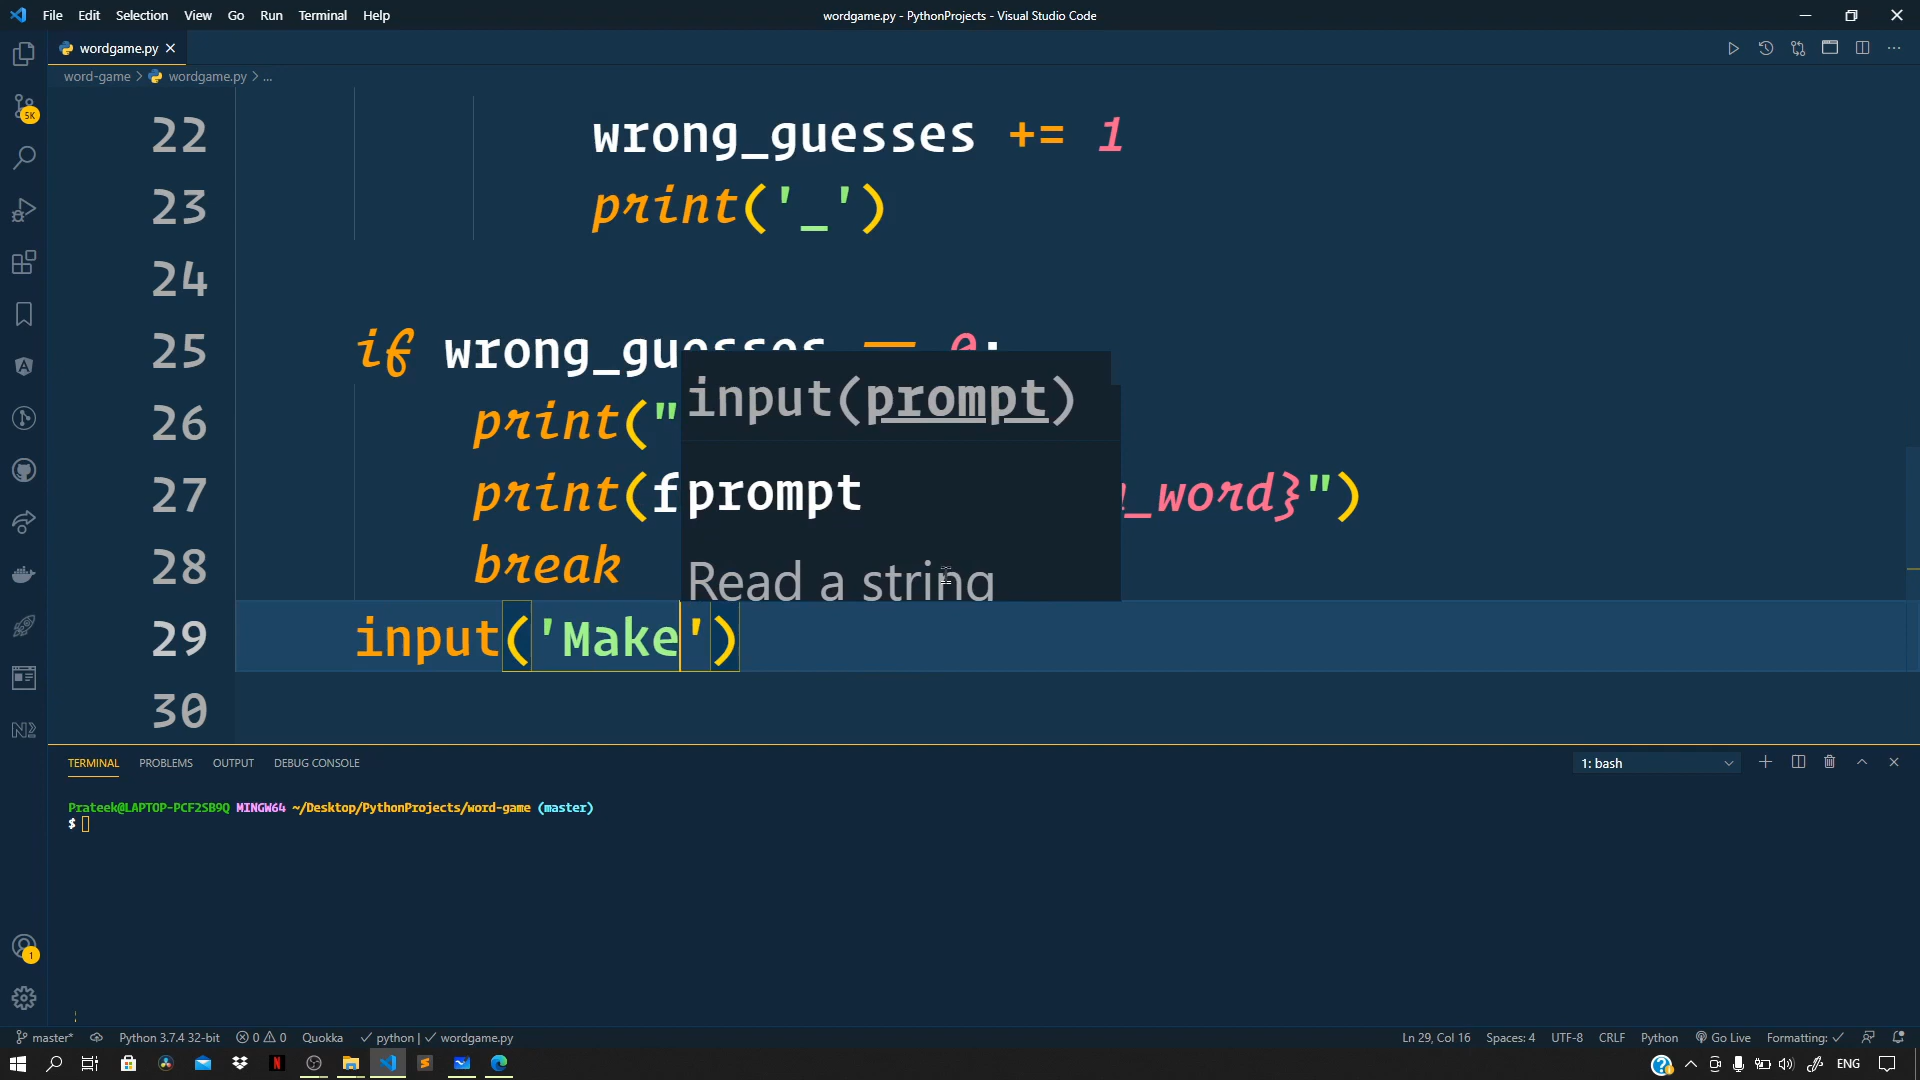 File Edit Selection View Go Run Terminal Help
wordgame.py - PythonProjects - Visual Studio Code
wordgame.py
word-game > wordgame.py > ...
22 wrong_guesses += 1
23 print('_')
24
25 if wrong_guesses == 0:
26 print("
27 print(f _word}")
28 break
29 input('Make')
30
input(prompt)
prompt
Read a string
TERMINAL PROBLEMS OUTPUT DEBUG CONSOLE
1: bash
Prateek@LAPTOP-PCF2SB9Q MINGW64 ~/Desktop/PythonProjects/word-game (master)
$
5K
1
master* Python 3.7.4 32-bit 0 0 Quokka python | wordgame.py
Ln 29, Col 16 Spaces: 4 UTF-8 CRLF Python Go Live Formatting:
ENG